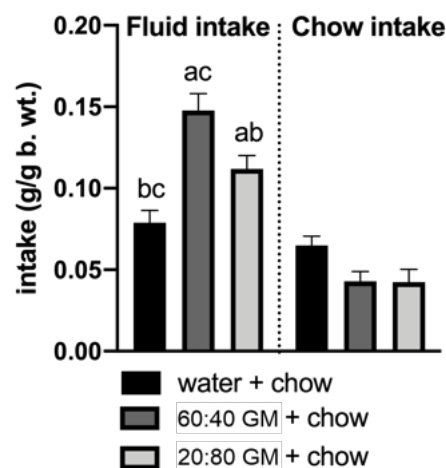 Fluid intake Chow intake
intake (g/g b. wt.)
0.20
0.15
0.10
0.05
0.00
bc
ac
ab
water + chow
60:40 GM + chow
20:80 GM + chow